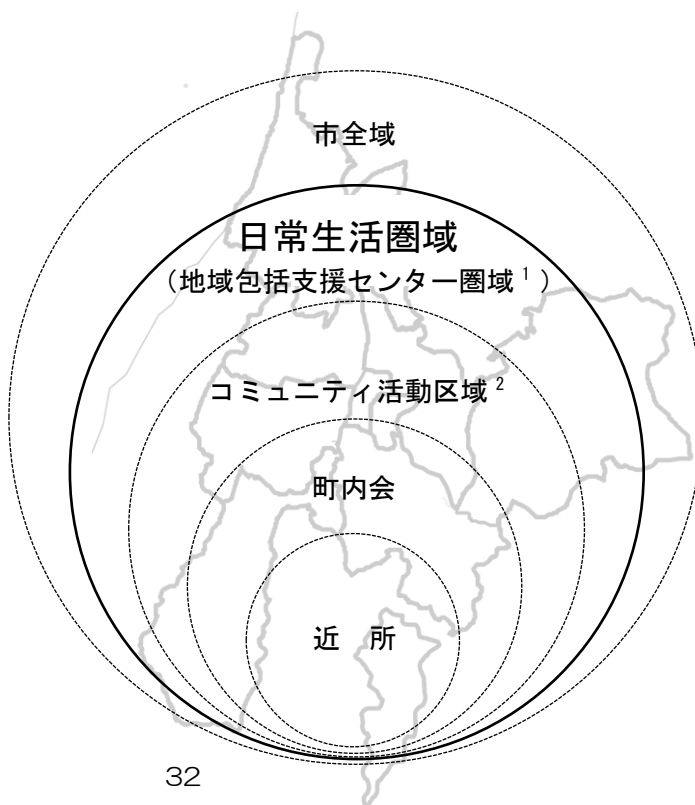 市全域
日常生活圏域
（地域包括支援センター圏域1）
コミュニティ活動区域2
町内会
近　所
32